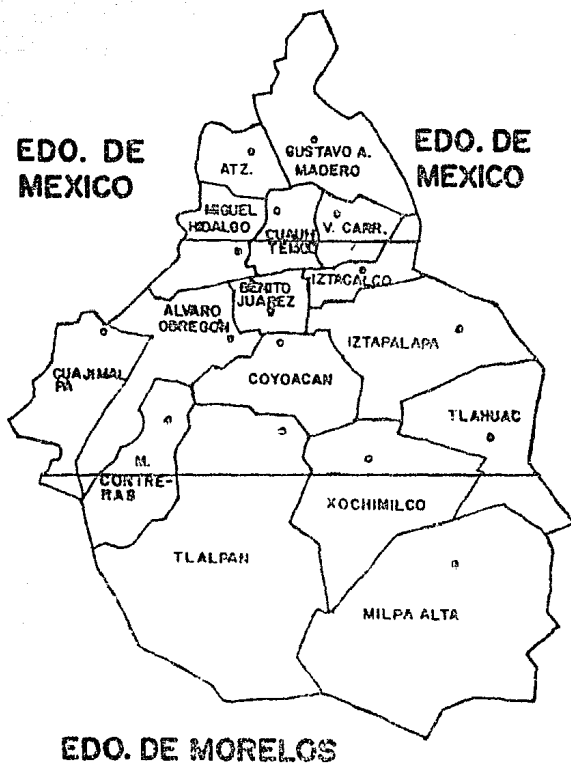 EDO. DE
MEXICO
EDO. DE
MEXICO
ATZ.
GUSTAVO A.
MADERO
MIGUEL
HIDALGO
CUAUH
TEMOC
V. CARR.
IZTACALCO
BENITO
JUAREZ
ALVARO
OBREGON
IZTAPALAPA
CUAJIMAL
PA
COYOACAN
TLAHUAC
M.
CONTRE-
RAS
XOCHIMILCO
TLALPAN
MILPA ALTA
EDO. DE MORELOS